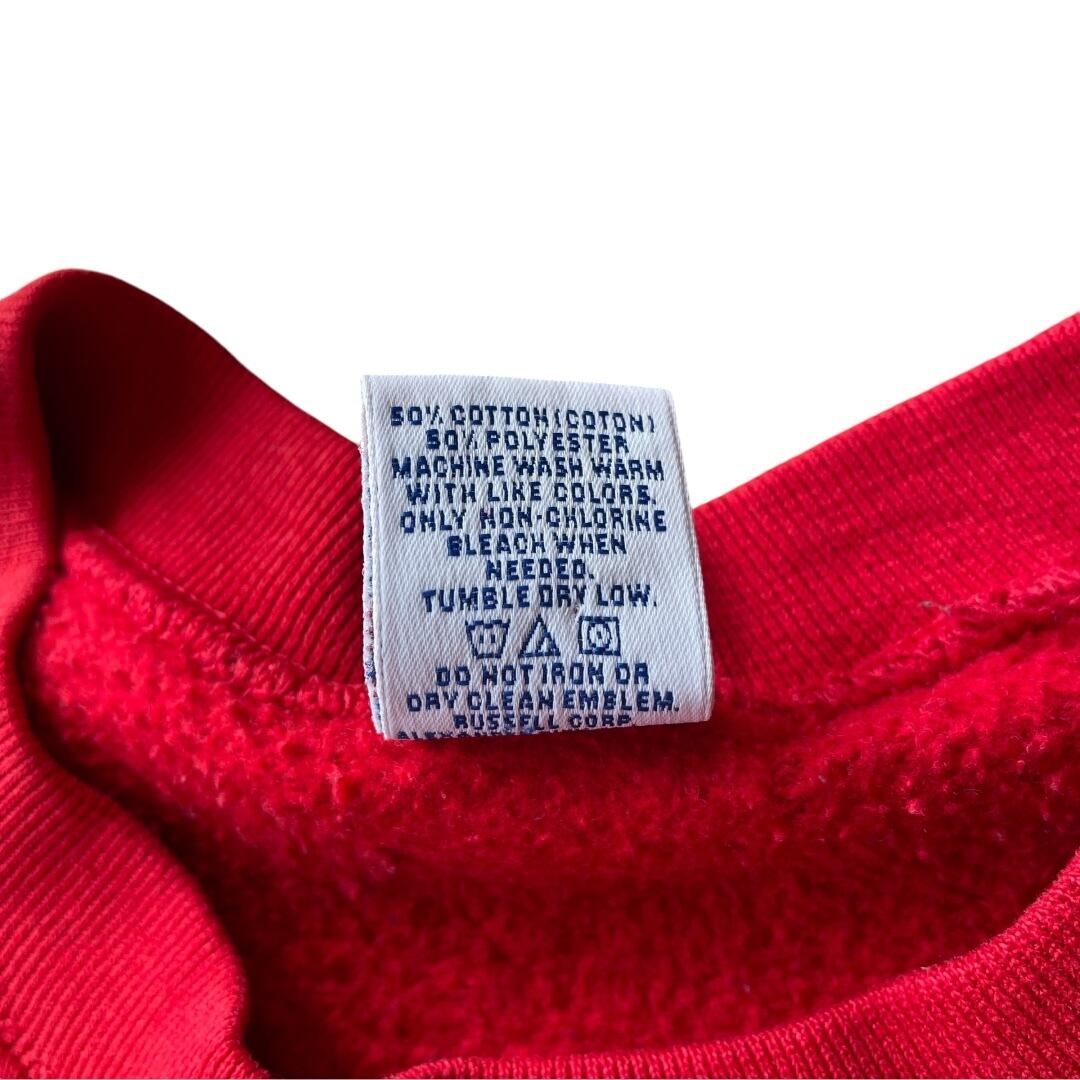 50% COTTON(COTON)
50% POLYESTER
MACHINE WASH WARM
WITH LIKE COLORS.
ONLY NON-CHLORINE
BLEACH WHEN
NEEDED.
TUMBLE DRY LOW.
DO NOT IRON OR
DRY CLEAN EMBLEM.
RUSSELL CORP.